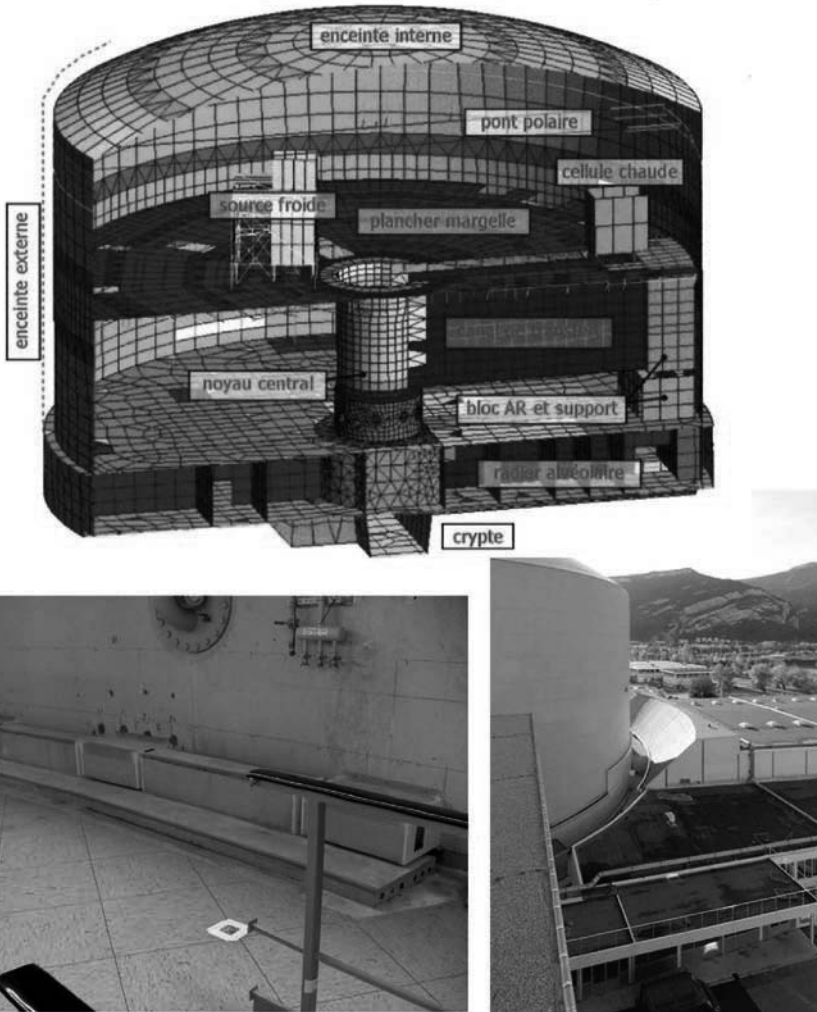 enceinte interne
pont polaire
cellule chaude
source froide
plancher margelle
enceinte externe
noyau central
bloc AR et support
radier alvéolaire
crypte